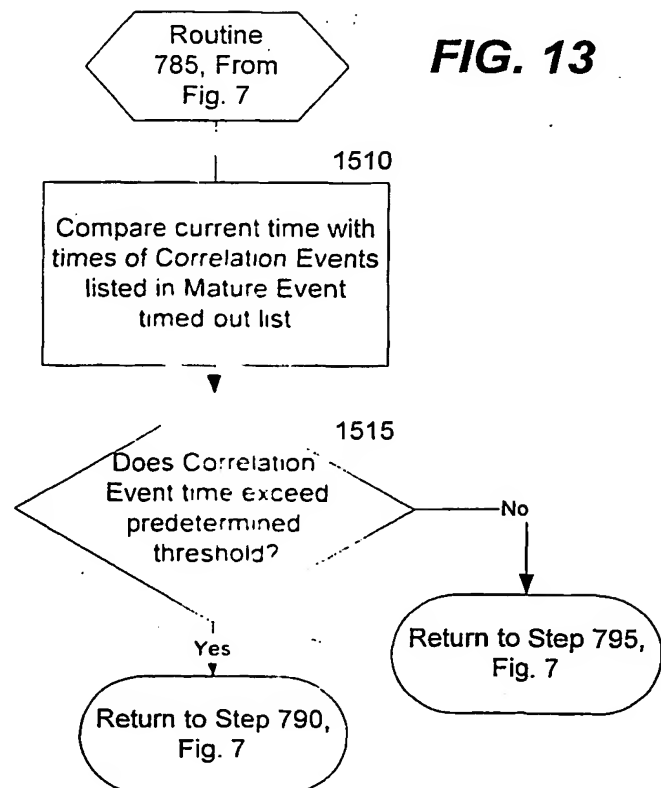 Routine
785, From
Fig. 7
FIG. 13
1510
Compare current time with
times of Correlation Events
listed in Mature Event
timed out list
1515
Does Correlation
Event time exceed
predetermined
threshold?
No
Yes
Return to Step 795,
Fig. 7
Return to Step 790,
Fig. 7